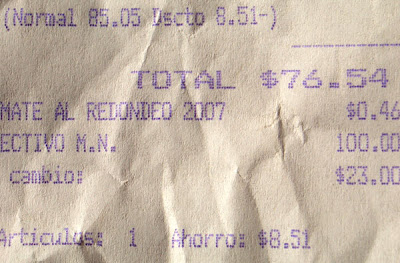 (Normal 85.05 Dscto 8.51-)
TOTAL $76.54
MATE AL REDONDEO 2007 $0.46
ECTIVO M.N. 100.00
cambio: $23.00
Articulos: 1 Ahorro: $8.51